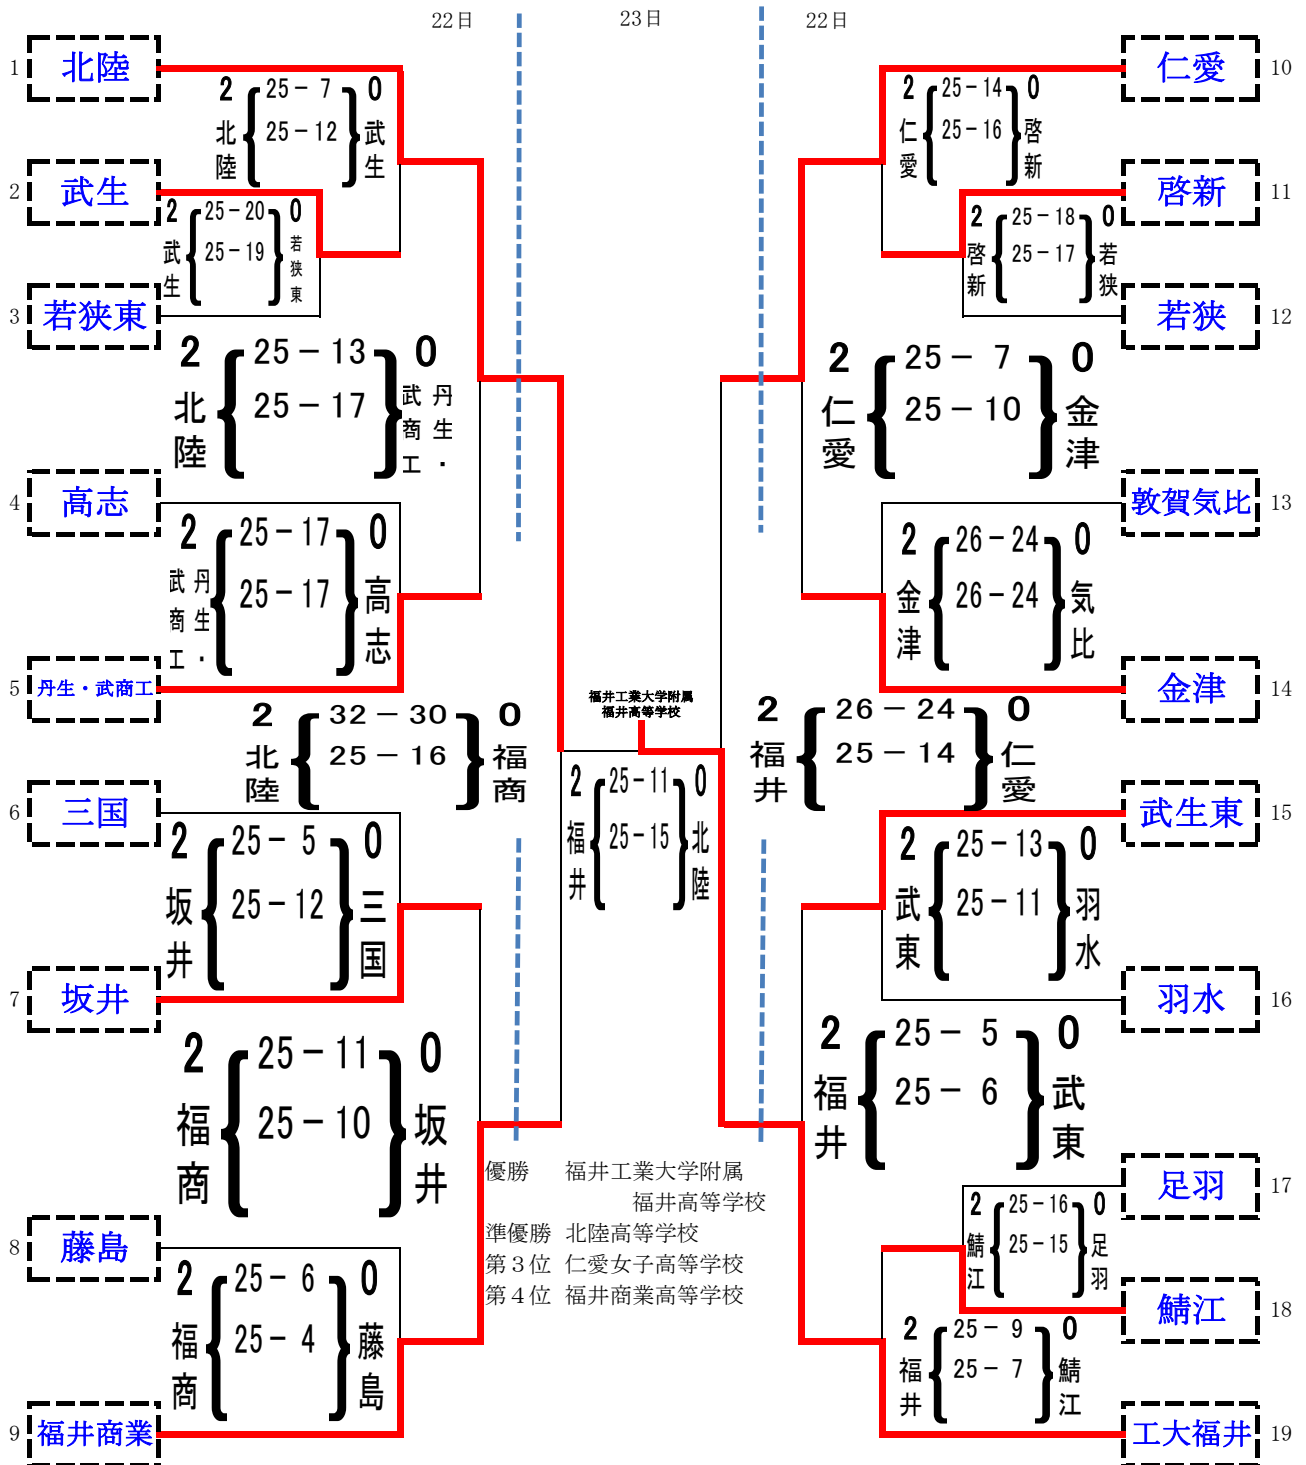 22日
23日
22日
1 北陸
2 武生
3 若狭東
4 高志
5 丹生・武商工
6 三国
7 坂井
8 藤島
9 福井商業
仁愛 10
啓新 11
若狭 12
敦賀気比 13
金津 14
武生東 15
羽水 16
足羽 17
鯖江 18
工大福井 19
2 北陸 25－7 25－12 0 武生
2 武生 25－20 25－19 0 若狭東
2 北陸 25－13 25－17 0 丹生・武商工
2 丹生・武商工 25－17 25－17 0 高志
2 北陸 32－30 25－16 0 福商
2 坂井 25－5 25－12 0 三国
2 福商 25－11 25－10 0 坂井
2 福商 25－6 25－4 0 藤島
福井工業大学附属
福井高等学校
2 福井 25－11 25－15 0 北陸
2 仁愛 25－14 25－16 0 啓新
2 啓新 25－18 25－17 0 若狭
2 仁愛 25－7 25－10 0 金津
2 金津 26－24 26－24 0 気比
2 福井 26－24 25－14 0 仁愛
2 武東 25－13 25－11 0 羽水
2 福井 25－5 25－6 0 武東
2 鯖江 25－16 25－15 0 足羽
2 福井 25－9 25－7 0 鯖江
優勝 福井工業大学附属
福井高等学校
準優勝 北陸高等学校
第３位 仁愛女子高等学校
第４位 福井商業高等学校